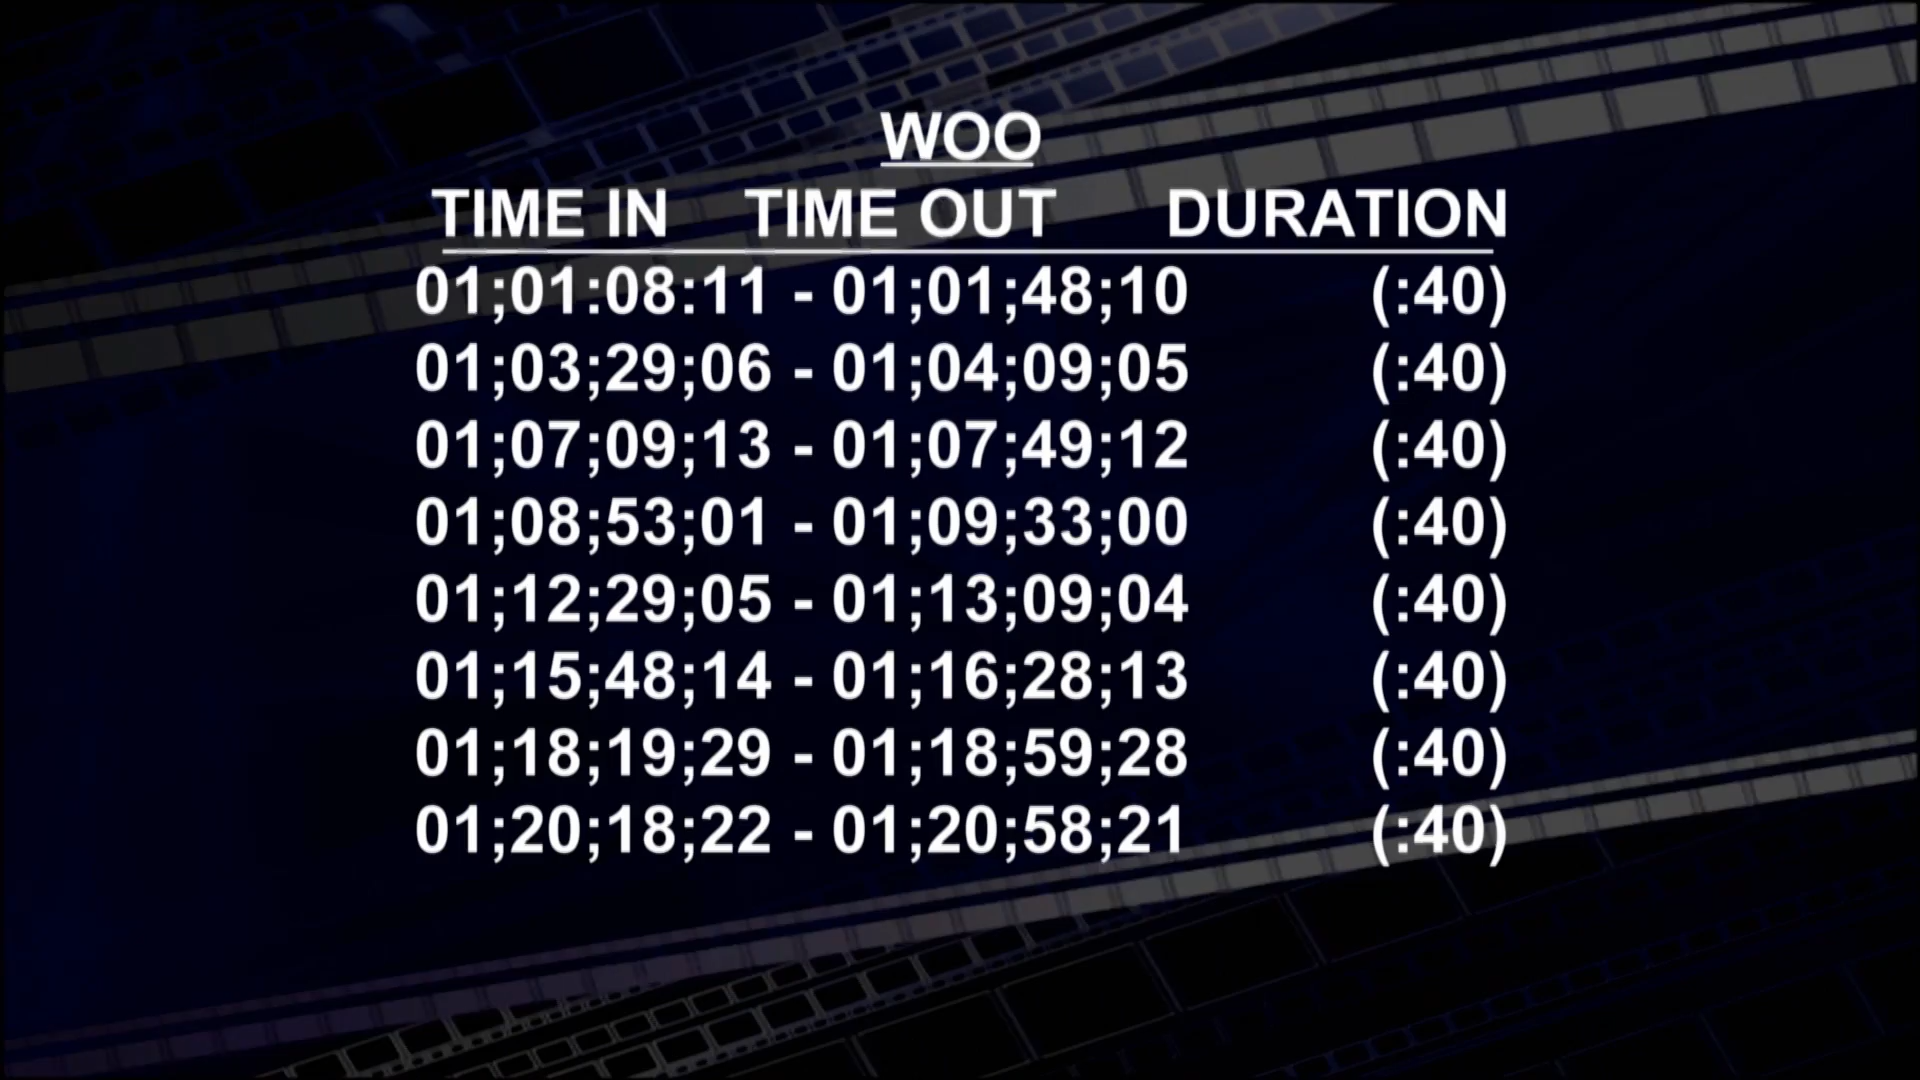 WOO
TIME IN TIME OUT DURATION
01;01:08:11 - 01;01;48;10 (:40)
01;03;29;06 - 01;04;09;05 (:40)
01;07;09;13 - 01;07;49;12 (:40)
01;08;53;01 - 01;09;33;00 (:40)
01;12;29;05 - 01;13;09;04 (:40)
01;15;48;14 - 01;16;28;13 (:40)
01;18;19;29 - 01;18;59;28 (:40)
01;20;18;22 - 01;20;58;21 (:40)